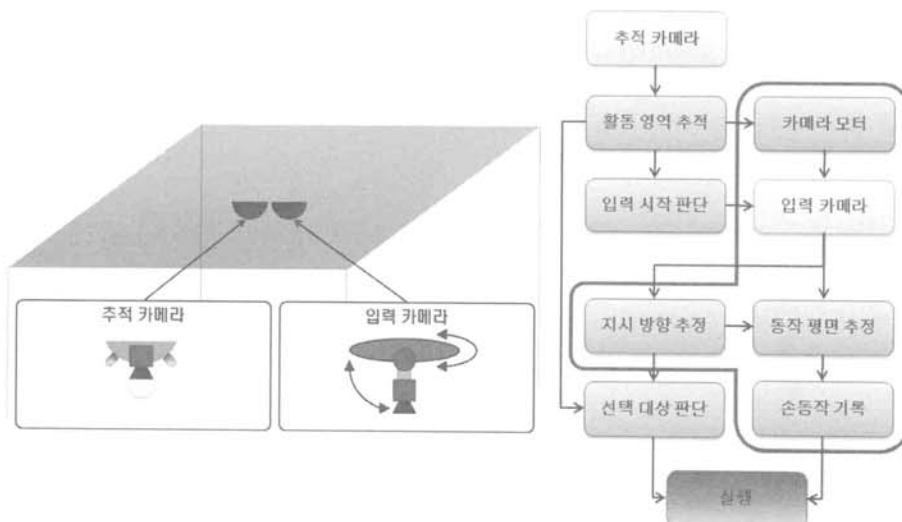 추적 카메라
활동 영역 추적
카메라 모터
입력 시작 판단
입력 카메라
추적 카메라
입력 카메라
지시 방향 추정
동작 평면 추정
선택 대상 판단
손동작 기록
실행